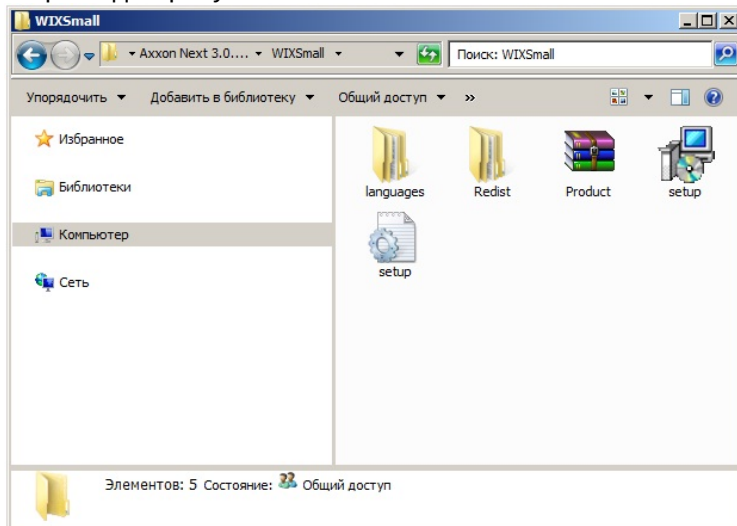 WIXSmall
Axxon Next 3.0.... WIXSmall
Поиск: WIXSmall
Упорядочить Добавить в библиотеку Общий доступ »
Избранное
Библиотеки
Компьютер
Сеть
languages Redist Product setup
setup
Элементов: 5 Состояние: Общий доступ